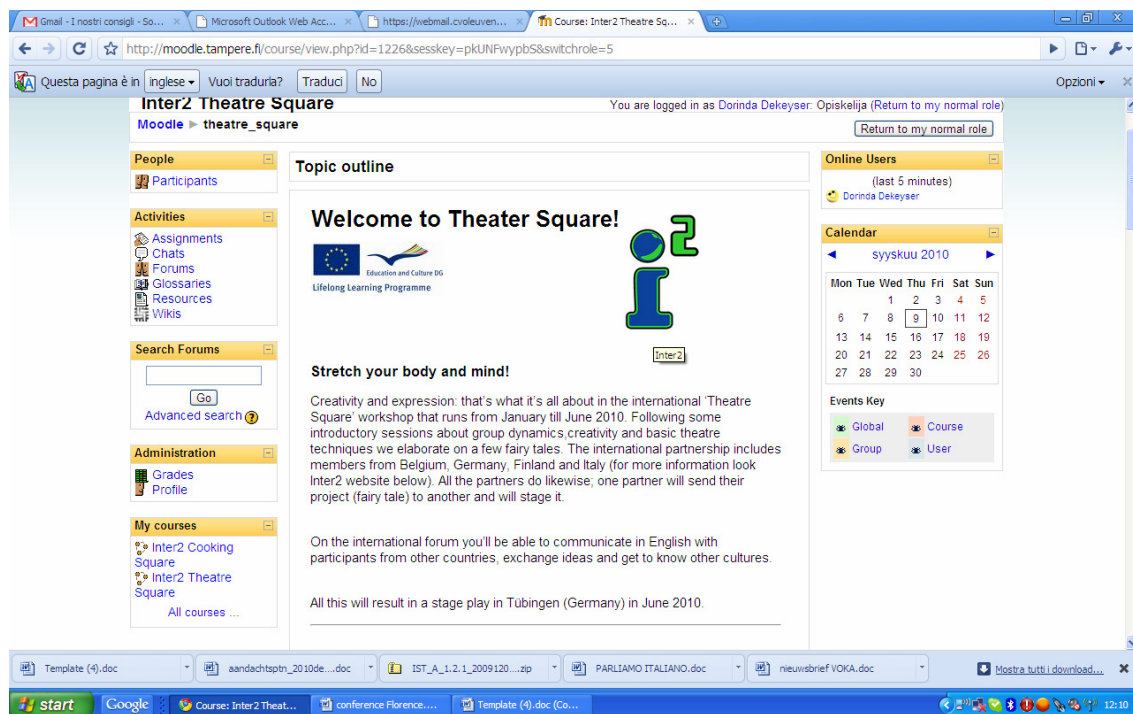 Gmail - I nostri consigli - So...
Microsoft Outlook Web Acc...
https://webmail.cvoleuven...
Course: Inter2 Theatre Sq...
http://moodle.tampere.fi/course/view.php?id=1226&sesskey=pkUNFwypbS&switchrole=5
Questa pagina è in inglese Vuoi tradurla? Traduci No Opzioni
Inter2 Theatre Square
You are logged in as Dorinda Dekeyser: Opiskelija (Return to my normal role)
Moodle ► theatre_square
Return to my normal role
People
Participants
Activities
Assignments
Chats
Forums
Glossaries
Resources
Wikis
Search Forums
Go
Advanced search ?
Administration
Grades
Profile
My courses
Inter2 Cooking
Square
Inter2 Theatre
Square
All courses ...
Topic outline
Welcome to Theater Square!
Education and Culture DG
Lifelong Learning Programme
i2
Inter2
Stretch your body and mind!
Creativity and expression: that's what it's all about in the international 'Theatre
Square' workshop that runs from January till June 2010. Following some
introductory sessions about group dynamics,creativity and basic theatre
techniques we elaborate on a few fairy tales. The international partnership includes
members from Belgium, Germany, Finland and Italy (for more information look
Inter2 website below). All the partners do likewise; one partner will send their
project (fairy tale) to another and will stage it.
On the international forum you'll be able to communicate in English with
participants from other countries, exchange ideas and get to know other cultures.
All this will result in a stage play in Tübingen (Germany) in June 2010.
Online Users
(last 5 minutes)
Dorinda Dekeyser
Calendar
◄ syyskuu 2010 ►
Mon Tue Wed Thu Fri Sat Sun
1 2 3 4 5
6 7 8 9 10 11 12
13 14 15 16 17 18 19
20 21 22 23 24 25 26
27 28 29 30
Events Key
Global Course
Group User
Template (4).doc
aandachtsptn_2010de....doc
IST_A_1.2.1_2009120....zip
PARLIAMO ITALIANO.doc
nieuwsbrief VOKA.doc
Mostra tutti i download...
start
Google
Course: Inter2 Theat...
conference Florence....
Template (4).doc (Co...
12:10